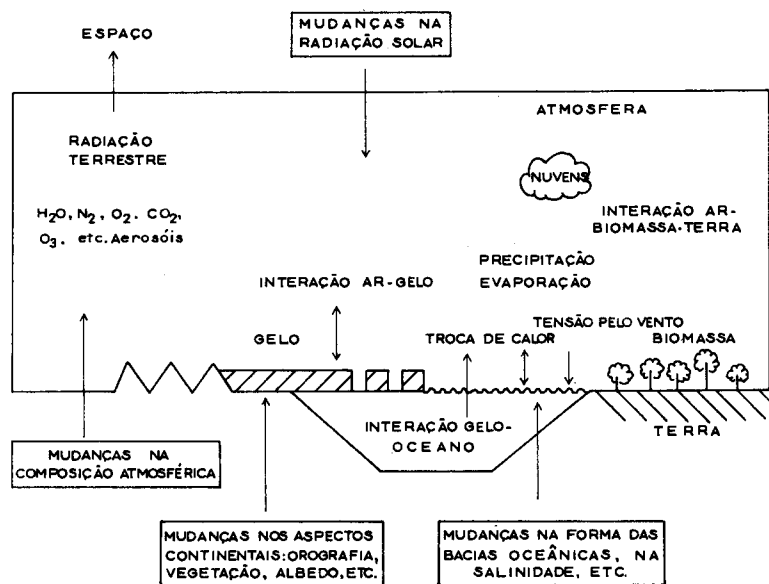 ESPAÇO
MUDANÇAS NA
RADIAÇÃO SOLAR
ATMOSFERA
RADIAÇÃO
TERRESTRE
NUVENS
H₂O, N₂, O₂. CO₂,
O₃. etc. Aerosóis
INTERAÇÃO AR-
BIOMASSA-TERRA
PRECIPITAÇÃO
EVAPORAÇÃO
INTERAÇÃO AR-GELO
TENSÃO PELO VENTO
GELO
TROCA DE CALOR
BIOMASSA
INTERAÇÃO GELO-
OCEANO
TERRA
MUDANÇAS NA
COMPOSIÇÃO ATMOSFÉRICA
MUDANÇAS NOS ASPECTOS
CONTINENTAIS: OROGRAFIA,
VEGETAÇÃO, ALBEDO, ETC.
MUDANÇAS NA FORMA DAS
BACIAS OCEÂNICAS, NA
SALINIDADE, ETC.